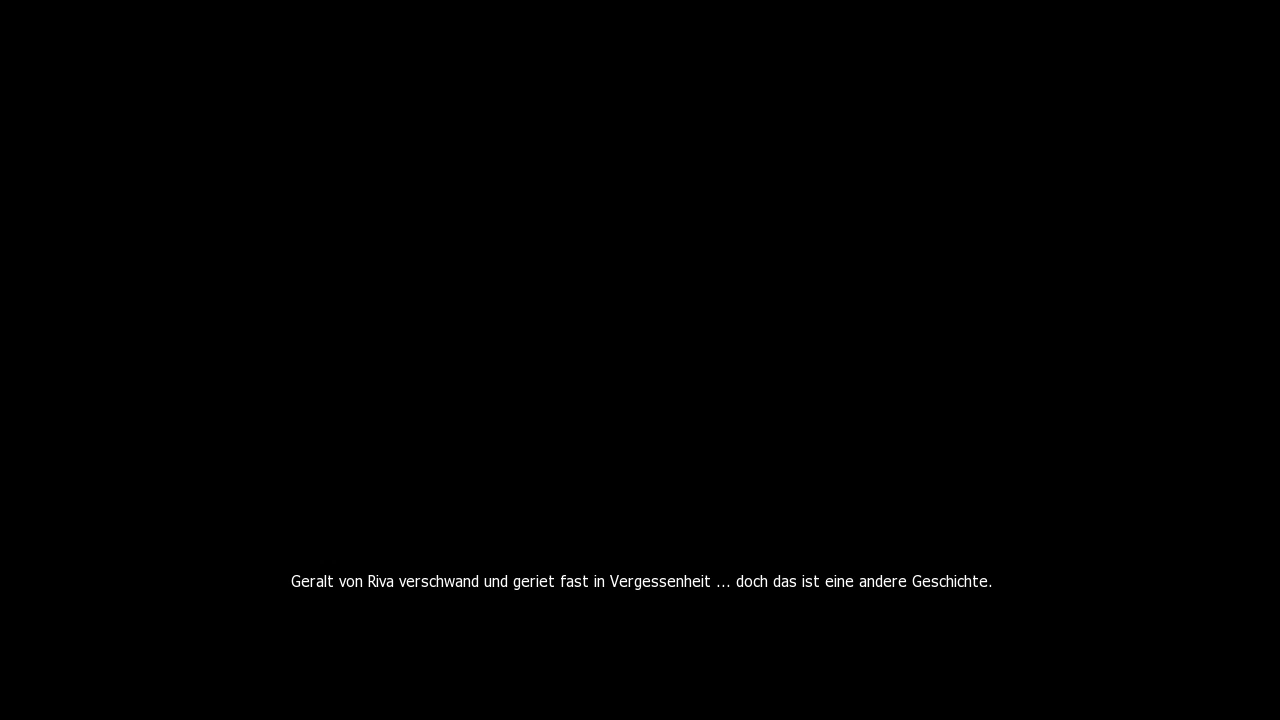 Geralt von Riva verschwand und geriet fast in Vergessenheit ... doch das ist eine andere Geschichte.